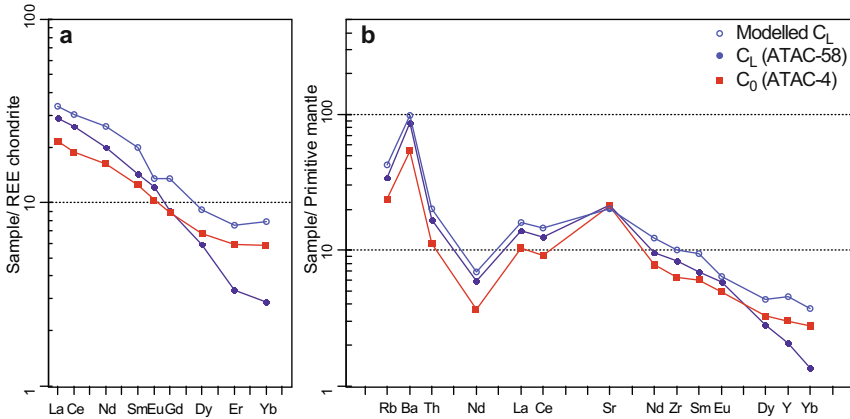 a
Sample/ REE chondrite
100
10
1
La Ce Nd Sm Eu Gd Dy Er Yb
b
Modelled C_L
C_L (ATAC-58)
C_0 (ATAC-4)
Sample/ Primitive mantle
100
10
1
Rb Ba Th Nd La Ce Sr Nd Zr Sm Eu Dy Y Yb